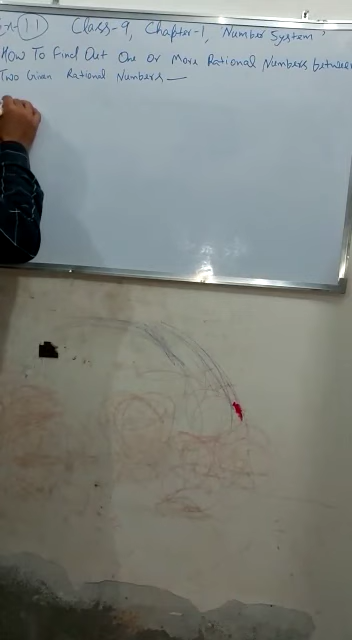 (11) Class-9, Chapter-1, Number System'
How To Find Out One or More Rational Numbers between
Two Given Rational Numbers —